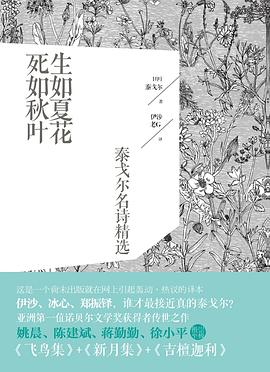 生如夏花
死如秋叶
泰戈尔名诗精选
[印]
泰戈尔
著
伊沙
老G
译
这是一个尚未出版就在网上引起轰动、热议的译本
伊沙、冰心、郑振铎，谁才最接近真的泰戈尔？
亚洲第一位诺贝尔文学奖获得者传世之作
姚晨、陈建斌、蒋勤勤、徐小平
《飞鸟集》+《新月集》+《吉檀迦利》